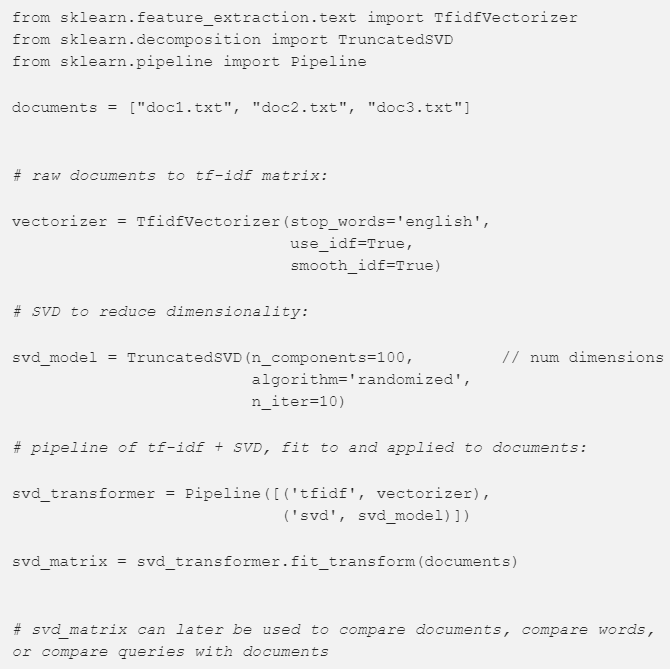 from sklearn.feature_extraction.text import TfidfVectorizer
from sklearn.decomposition import TruncatedSVD
from sklearn.pipeline import Pipeline
documents = ["doc1.txt", "doc2.txt", "doc3.txt"]
# raw documents to tf-idf matrix:
vectorizer = TfidfVectorizer(stop_words='english',
use_idf=True,
smooth_idf=True)
# SVD to reduce dimensionality:
svd_model = TruncatedSVD(n_components=100, // num dimensions
algorithm='randomized',
n_iter=10)
# pipeline of tf-idf + SVD, fit to and applied to documents:
svd_transformer = Pipeline([('tfidf', vectorizer),
('svd', svd_model)])
svd_matrix = svd_transformer.fit_transform(documents)
# svd_matrix can later be used to compare documents, compare words,
or compare queries with documents